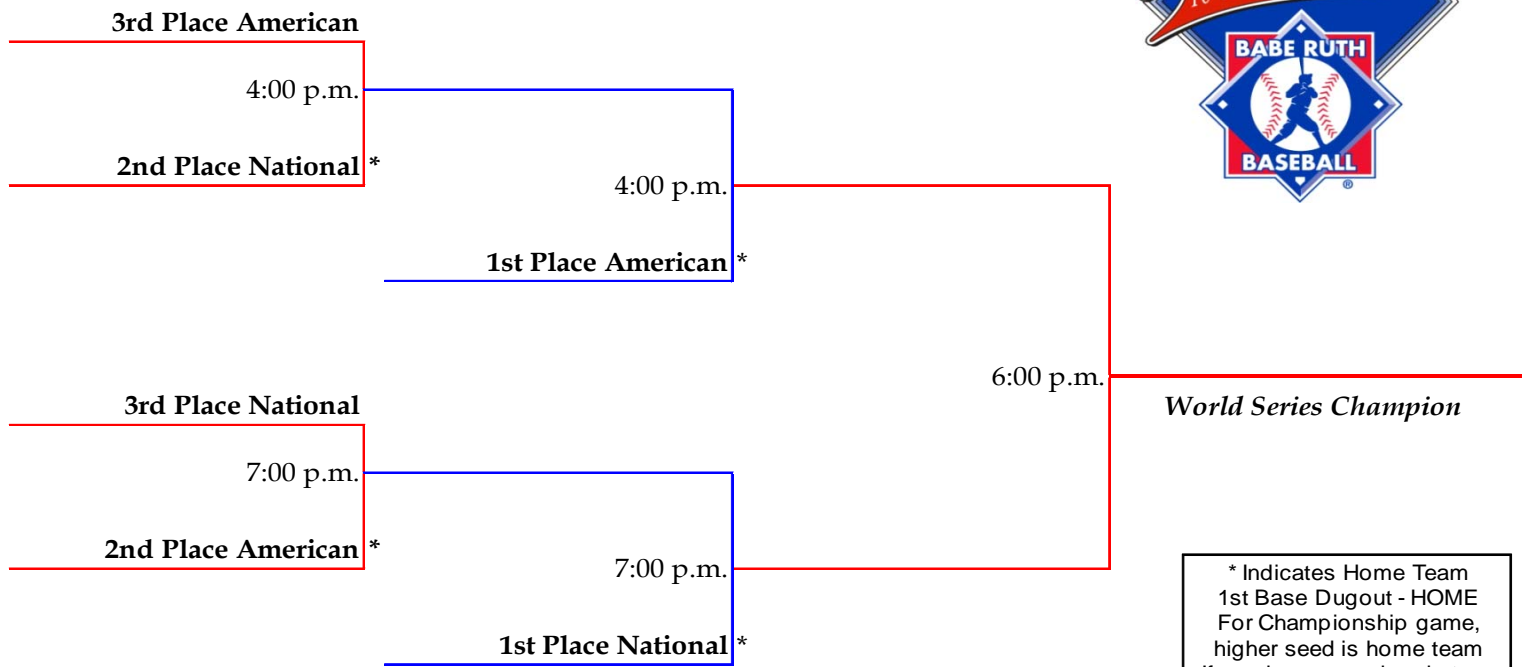 3rd Place American
BABE RUTH
4:00 p.m.
2nd Place National *
BASEBALL
®
4:00 p.m.
1st Place American *
6:00 p.m.
3rd Place National
World Series Champion
7:00 p.m.
2nd Place American *
7:00 p.m.
1st Place National *
* Indicates Home Team
1st Base Dugout - HOME
For Championship game,
higher seed is home team